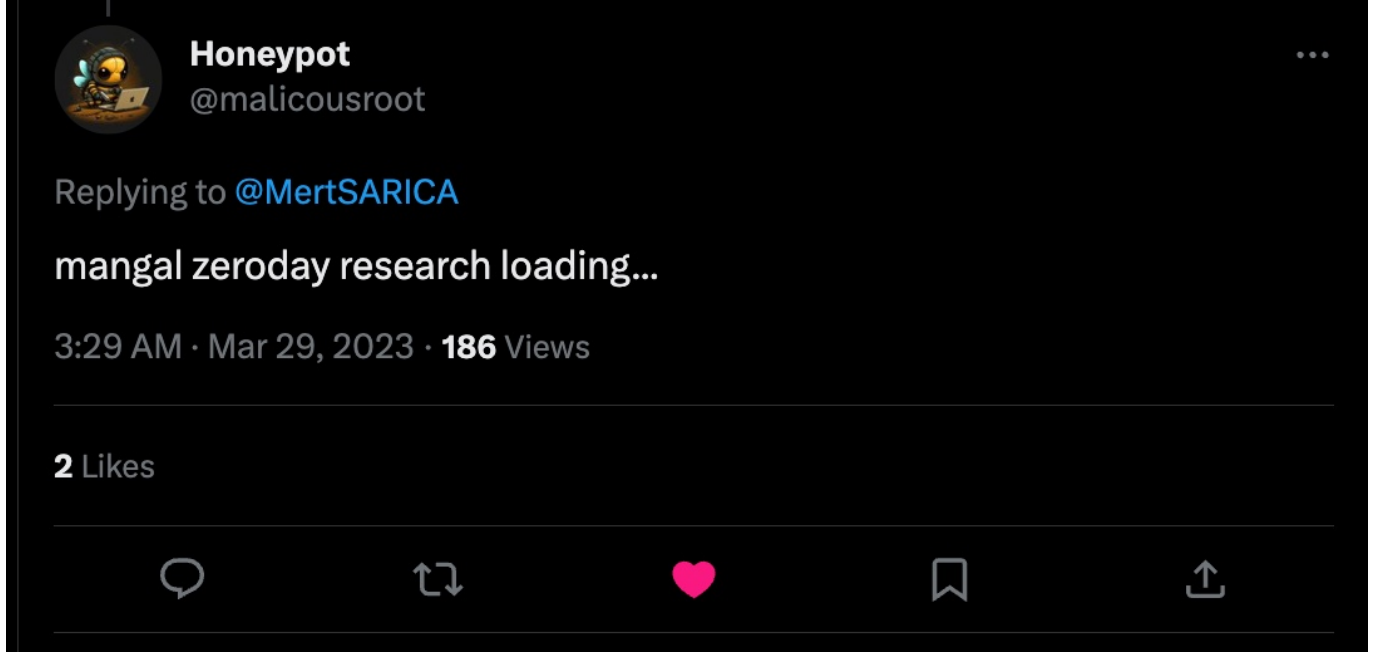 Honeypot
@malicousroot
Replying to @MertSARICA
mangal zeroday research loading...
3:29 AM · Mar 29, 2023 · 186 Views
2 Likes